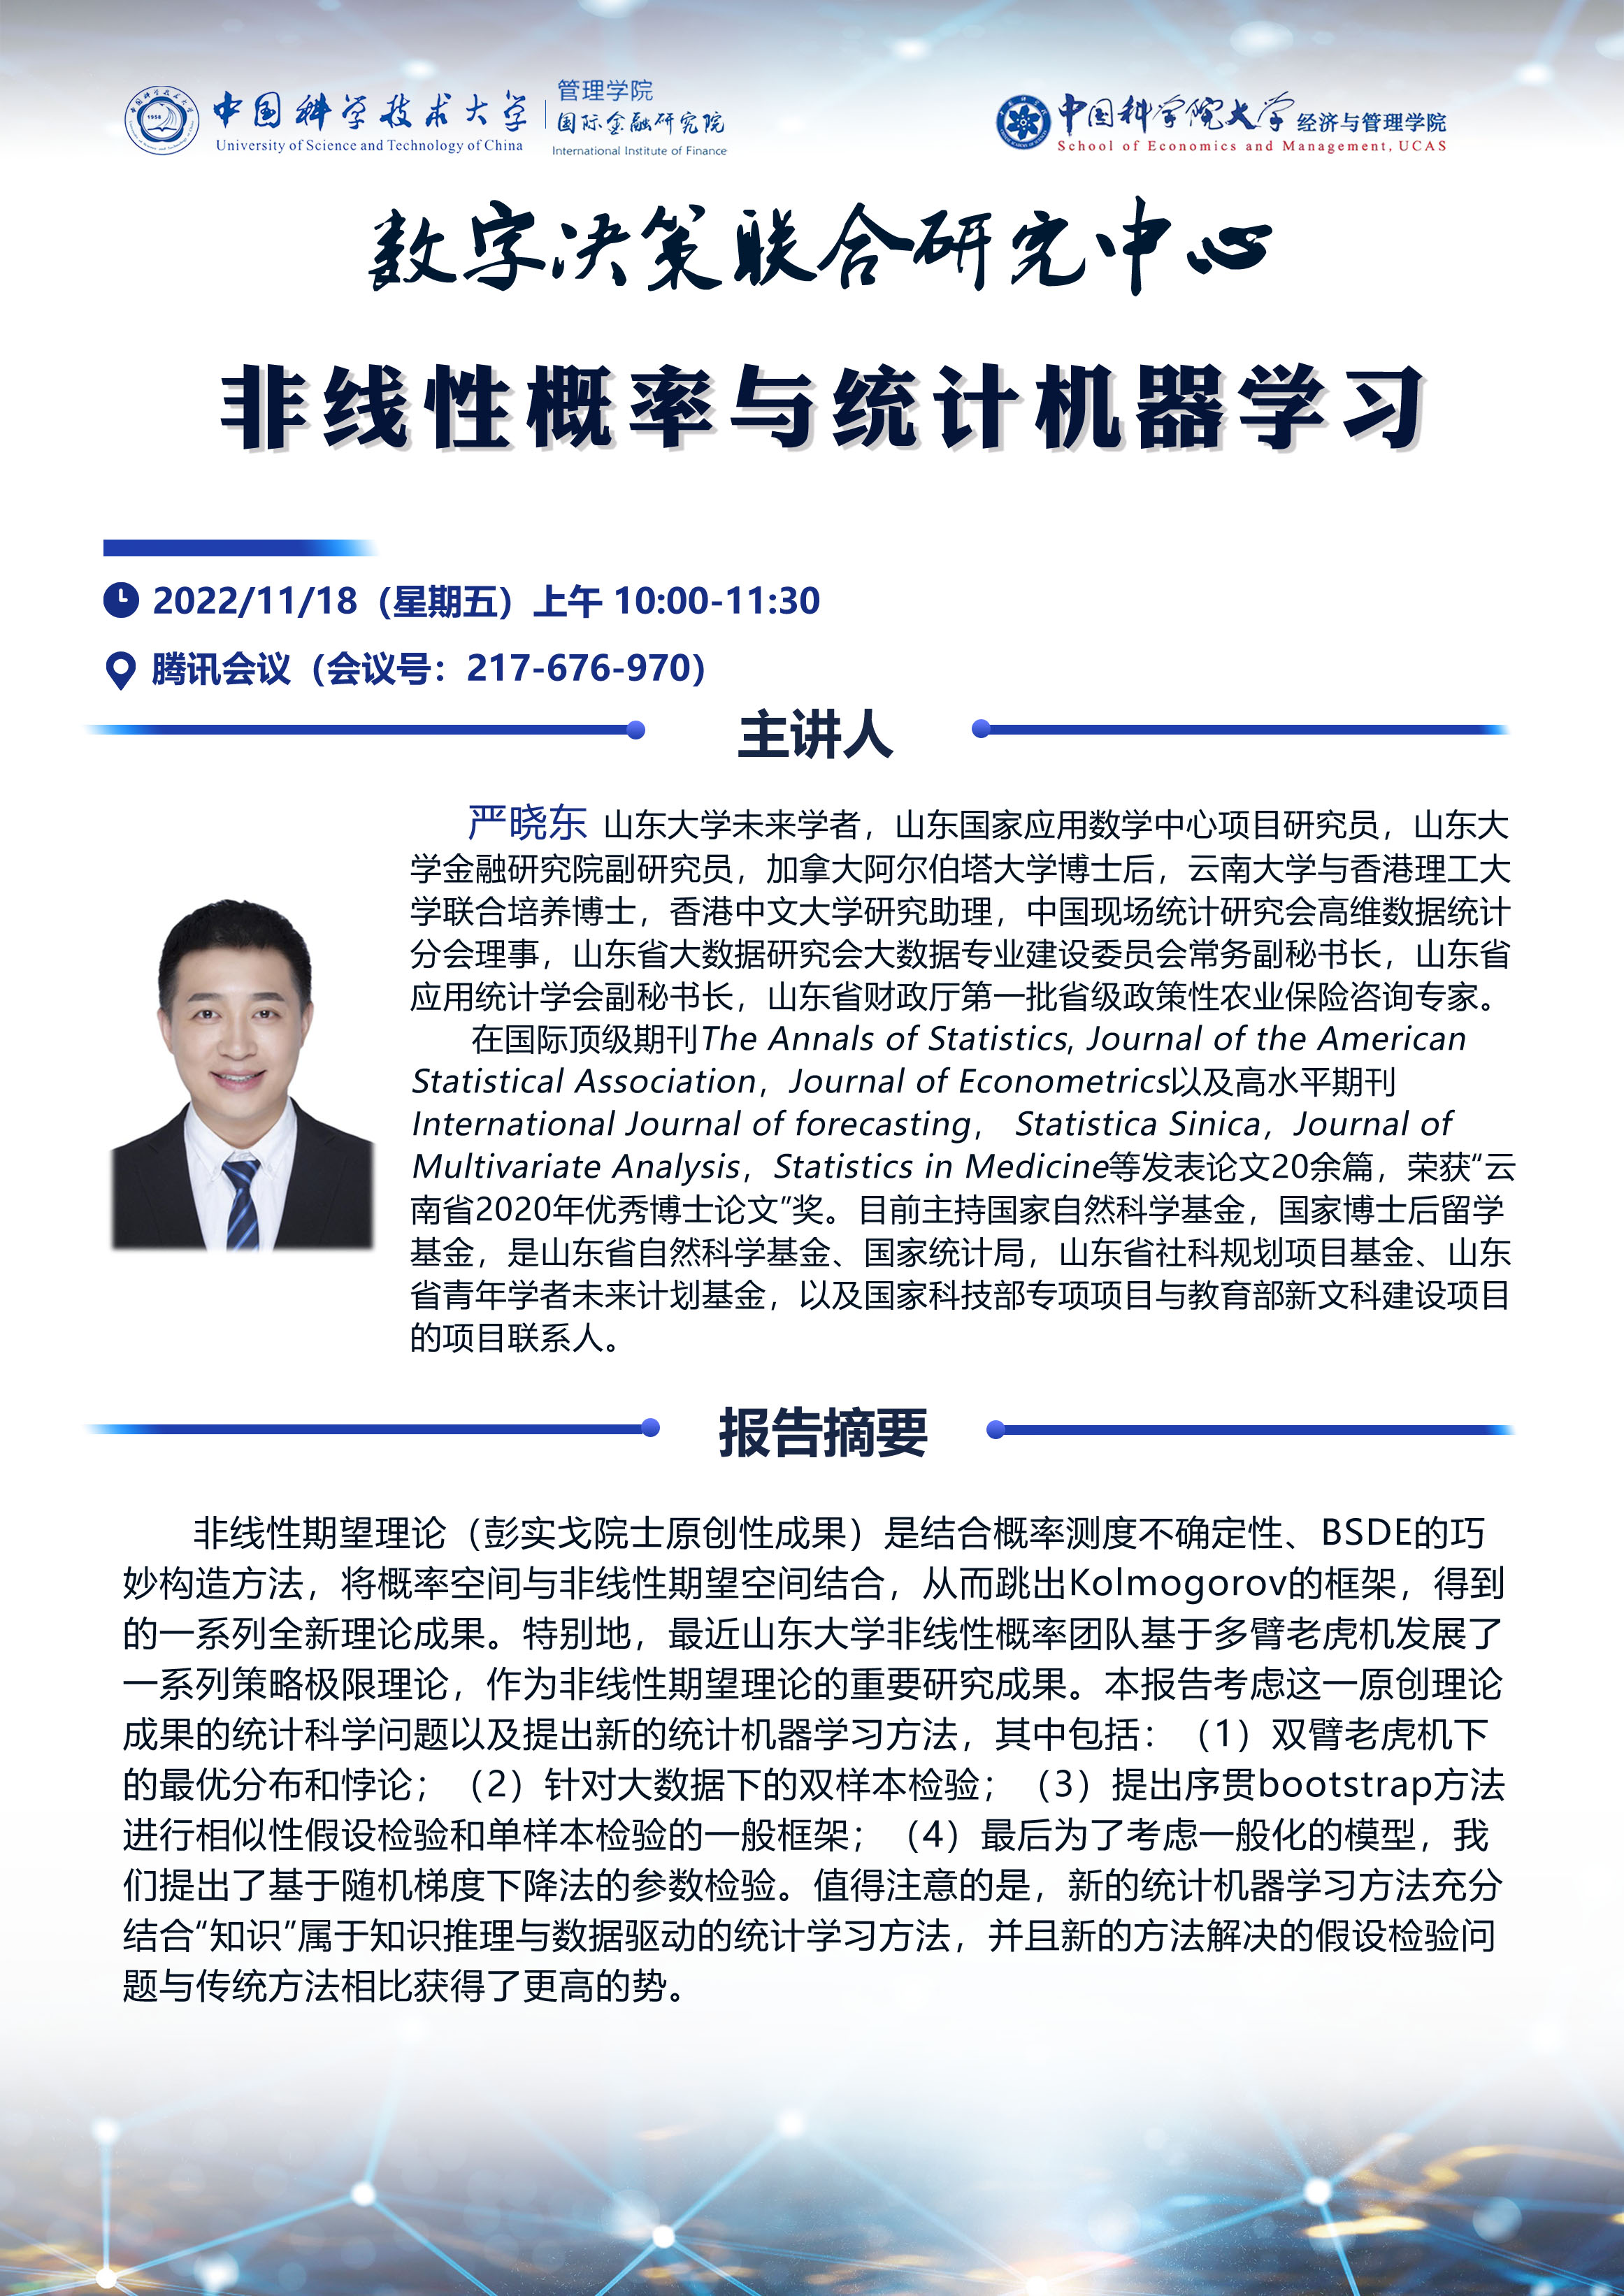 中国科学技术大学
University of Science and Technology of China
管理学院
国际金融研究院
International Institute of Finance
1958
中国科学院大学 经济与管理学院
School of Economics and Management, UCAS
数字决策联合研究中心
非线性概率与统计机器学习
2022/11/18（星期五）上午 10:00-11:30
腾讯会议（会议号：217-676-970）
主讲人
严晓东 山东大学未来学者，山东国家应用数学中心项目研究员，山东大
学金融研究院副研究员，加拿大阿尔伯塔大学博士后，云南大学与香港理工大
学联合培养博士，香港中文大学研究助理，中国现场统计研究会高维数据统计
分会理事，山东省大数据研究会大数据专业建设委员会常务副秘书长，山东省
应用统计学会副秘书长，山东省财政厅第一批省级政策性农业保险咨询专家。
在国际顶级期刊The Annals of Statistics, Journal of the American
Statistical Association，Journal of Econometrics以及高水平期刊
International Journal of forecasting， Statistica Sinica，Journal of
Multivariate Analysis，Statistics in Medicine等发表论文20余篇，荣获“云
南省2020年优秀博士论文”奖。目前主持国家自然科学基金，国家博士后留学
基金，是山东省自然科学基金、国家统计局，山东省社科规划项目基金、山东
省青年学者未来计划基金，以及国家科技部专项项目与教育部新文科建设项目
的项目联系人。
报告摘要
非线性期望理论（彭实戈院士原创性成果）是结合概率测度不确定性、BSDE的巧
妙构造方法，将概率空间与非线性期望空间结合，从而跳出Kolmogorov的框架，得到
的一系列全新理论成果。特别地，最近山东大学非线性概率团队基于多臂老虎机发展了
一系列策略极限理论，作为非线性期望理论的重要研究成果。本报告考虑这一原创理论
成果的统计科学问题以及提出新的统计机器学习方法，其中包括：（1）双臂老虎机下
的最优分布和悖论；（2）针对大数据下的双样本检验；（3）提出序贯bootstrap方法
进行相似性假设检验和单样本检验的一般框架；（4）最后为了考虑一般化的模型，我
们提出了基于随机梯度下降法的参数检验。值得注意的是，新的统计机器学习方法充分
结合“知识”属于知识推理与数据驱动的统计学习方法，并且新的方法解决的假设检验问
题与传统方法相比获得了更高的势。